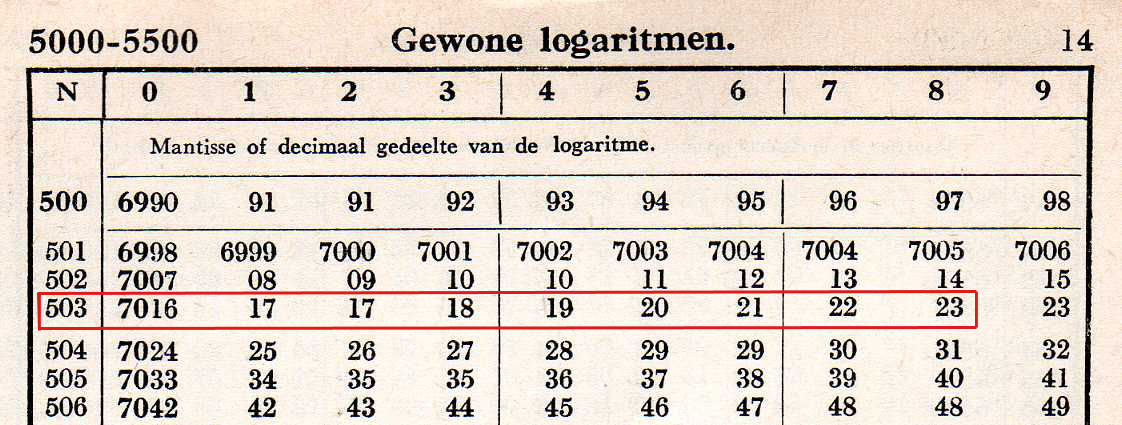 5000-5500 Gewone logaritmen. 14
N 0 1 2 3 4 5 6 7 8 9
Mantisse of decimaal gedeelte van de logaritme.
500 6990 91 91 92 93 94 95 96 97 98
501 6998 6999 7000 7001 7002 7003 7004 7004 7005 7006
502 7007 08 09 10 10 11 12 13 14 15
503 7016 17 17 18 19 20 21 22 23 23
504 7024 25 26 27 28 29 29 30 31 32
505 7033 34 35 35 36 37 38 39 40 41
506 7042 42 43 44 45 46 47 48 48 49